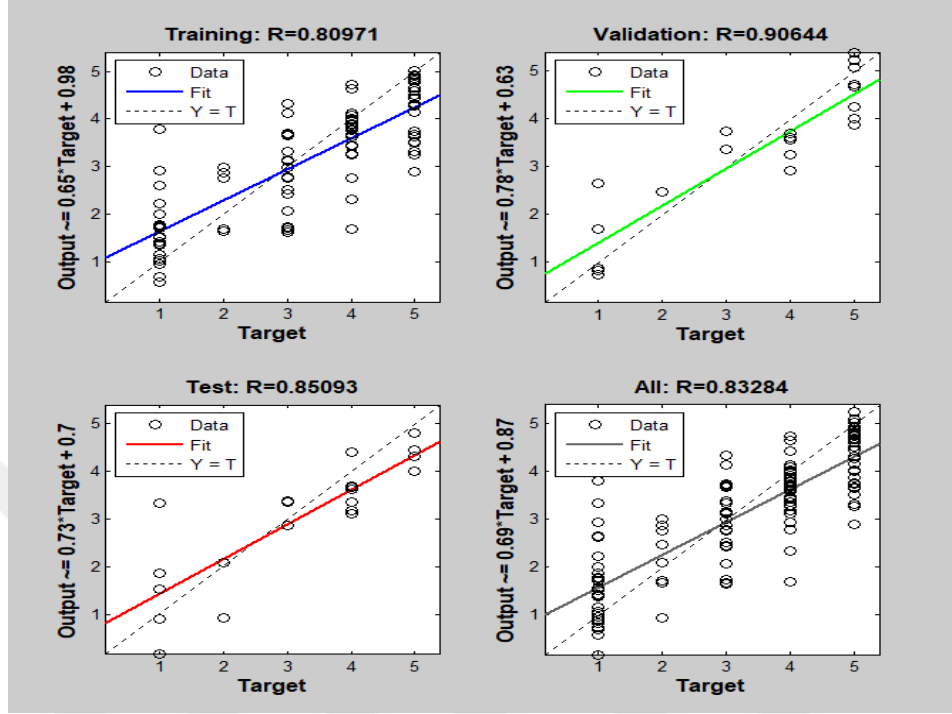 Training: R=0.80971
Output ~= 0.65*Target + 0.98
Data
Fit
Y = T
5
4
3
2
1
1 2 3 4 5
Target
Validation: R=0.90644
Output ~= 0.78*Target + 0.63
Data
Fit
Y = T
5
4
3
2
1
1 2 3 4 5
Target
Test: R=0.85093
Output ~= 0.73*Target + 0.7
Data
Fit
Y = T
5
4
3
2
1
1 2 3 4 5
Target
All: R=0.83284
Output ~= 0.69*Target + 0.87
Data
Fit
Y = T
5
4
3
2
1
1 2 3 4 5
Target